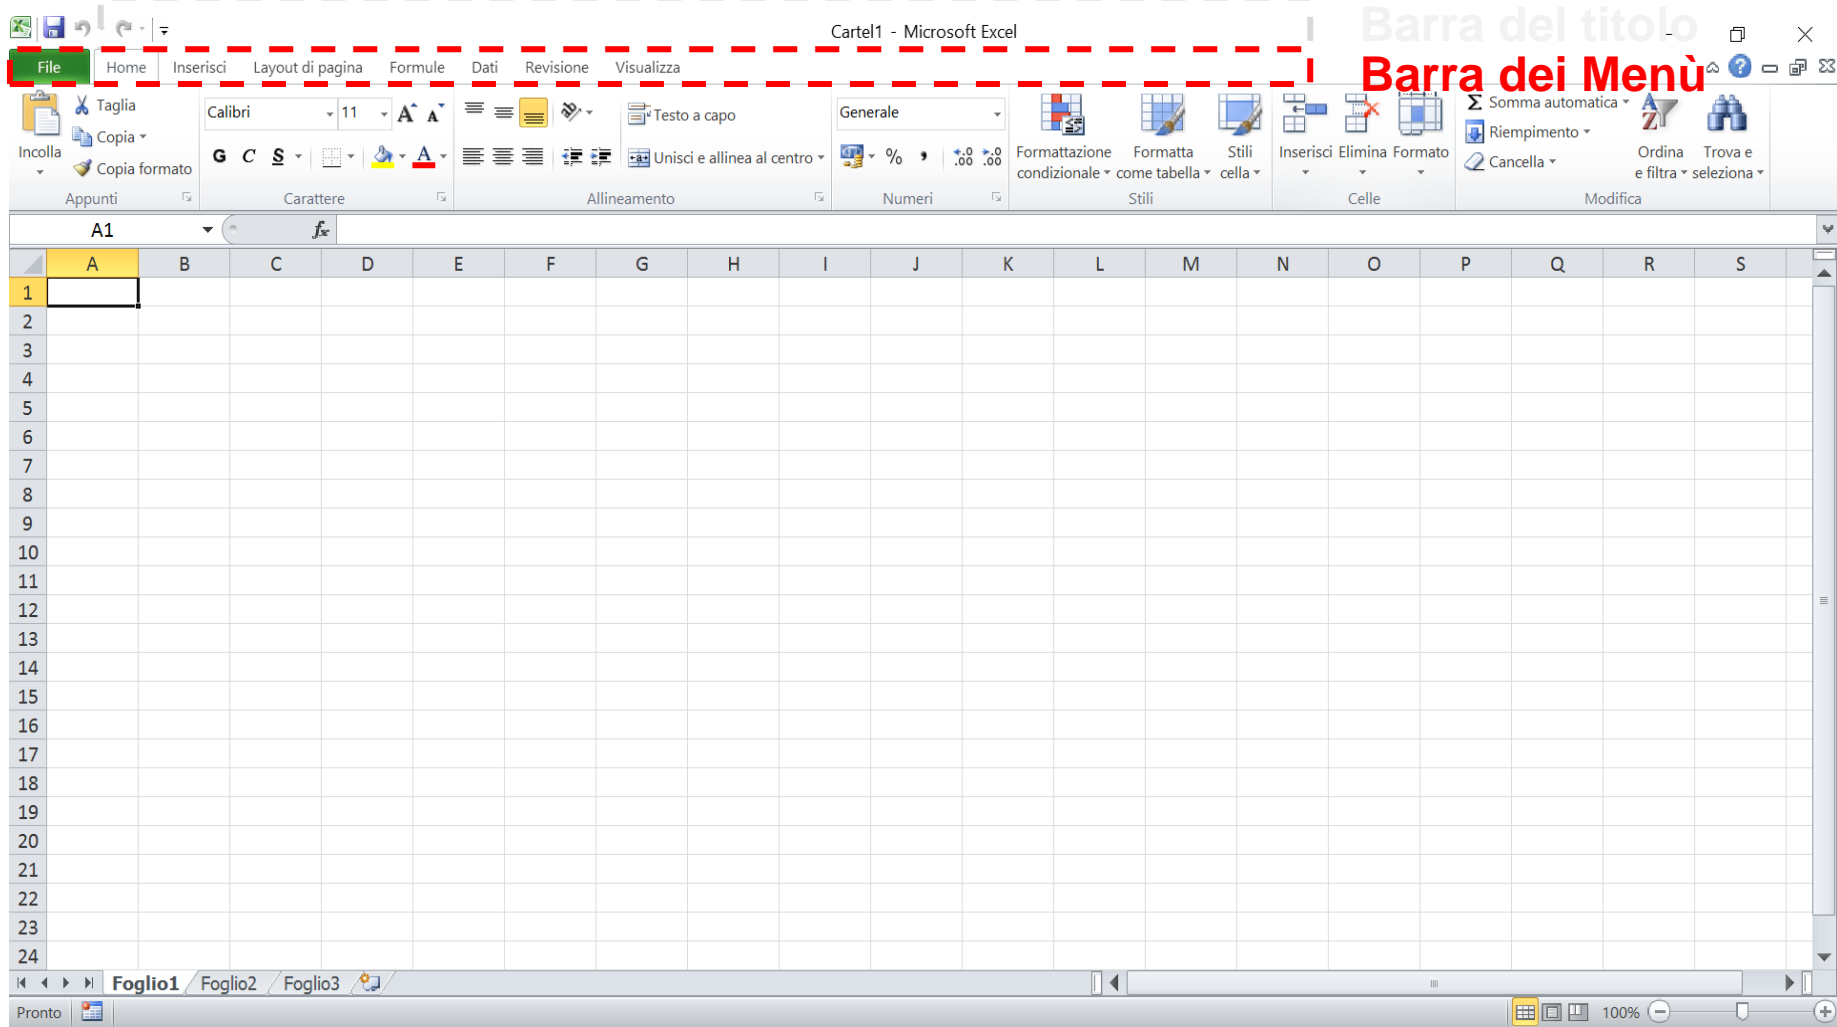 Barra del titolo
Cartel1 - Microsoft Excel
File Home Inserisci Layout di pagina Formule Dati Revisione Visualizza
Barra dei Menù
Taglia
Copia
Copia formato
Incolla
Appunti
Calibri 11
G C S
Carattere
Testo a capo
Unisci e allinea al centro
Allineamento
Generale
%
Numeri
Formattazione condizionale
Formatta come tabella
Stili cella
Stili
Inserisci Elimina Formato
Celle
Σ Somma automatica
Riempimento
Cancella
Ordina e filtra
Trova e seleziona
Modifica
A1 fx
A B C D E F G H I J K L M N O P Q R S
1
2
3
4
5
6
7
8
9
10
11
12
13
14
15
16
17
18
19
20
21
22
23
24
Foglio1 Foglio2 Foglio3
Pronto 100%